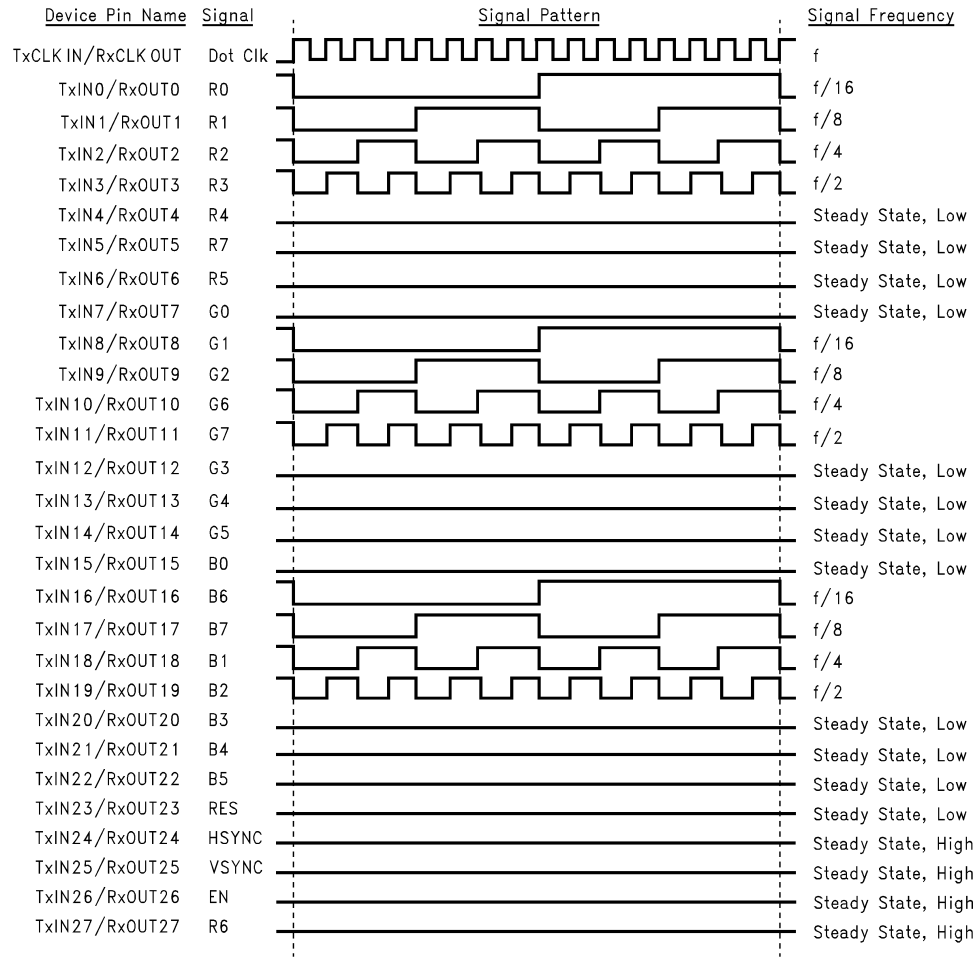 Device Pin Name Signal Signal Pattern Signal Frequency
TxCLK IN/RxCLK OUT Dot Clk f
TxIN0/RxOUT0 R0 f/16
TxIN1/RxOUT1 R1 f/8
TxIN2/RxOUT2 R2 f/4
TxIN3/RxOUT3 R3 f/2
TxIN4/RxOUT4 R4 Steady State, Low
TxIN5/RxOUT5 R7 Steady State, Low
TxIN6/RxOUT6 R5 Steady State, Low
TxIN7/RxOUT7 G0 Steady State, Low
TxIN8/RxOUT8 G1 f/16
TxIN9/RxOUT9 G2 f/8
TxIN10/RxOUT10 G6 f/4
TxIN11/RxOUT11 G7 f/2
TxIN12/RxOUT12 G3 Steady State, Low
TxIN13/RxOUT13 G4 Steady State, Low
TxIN14/RxOUT14 G5 Steady State, Low
TxIN15/RxOUT15 B0 Steady State, Low
TxIN16/RxOUT16 B6 f/16
TxIN17/RxOUT17 B7 f/8
TxIN18/RxOUT18 B1 f/4
TxIN19/RxOUT19 B2 f/2
TxIN20/RxOUT20 B3 Steady State, Low
TxIN21/RxOUT21 B4 Steady State, Low
TxIN22/RxOUT22 B5 Steady State, Low
TxIN23/RxOUT23 RES Steady State, Low
TxIN24/RxOUT24 HSYNC Steady State, High
TxIN25/RxOUT25 VSYNC Steady State, High
TxIN26/RxOUT26 EN Steady State, High
TxIN27/RxOUT27 R6 Steady State, High